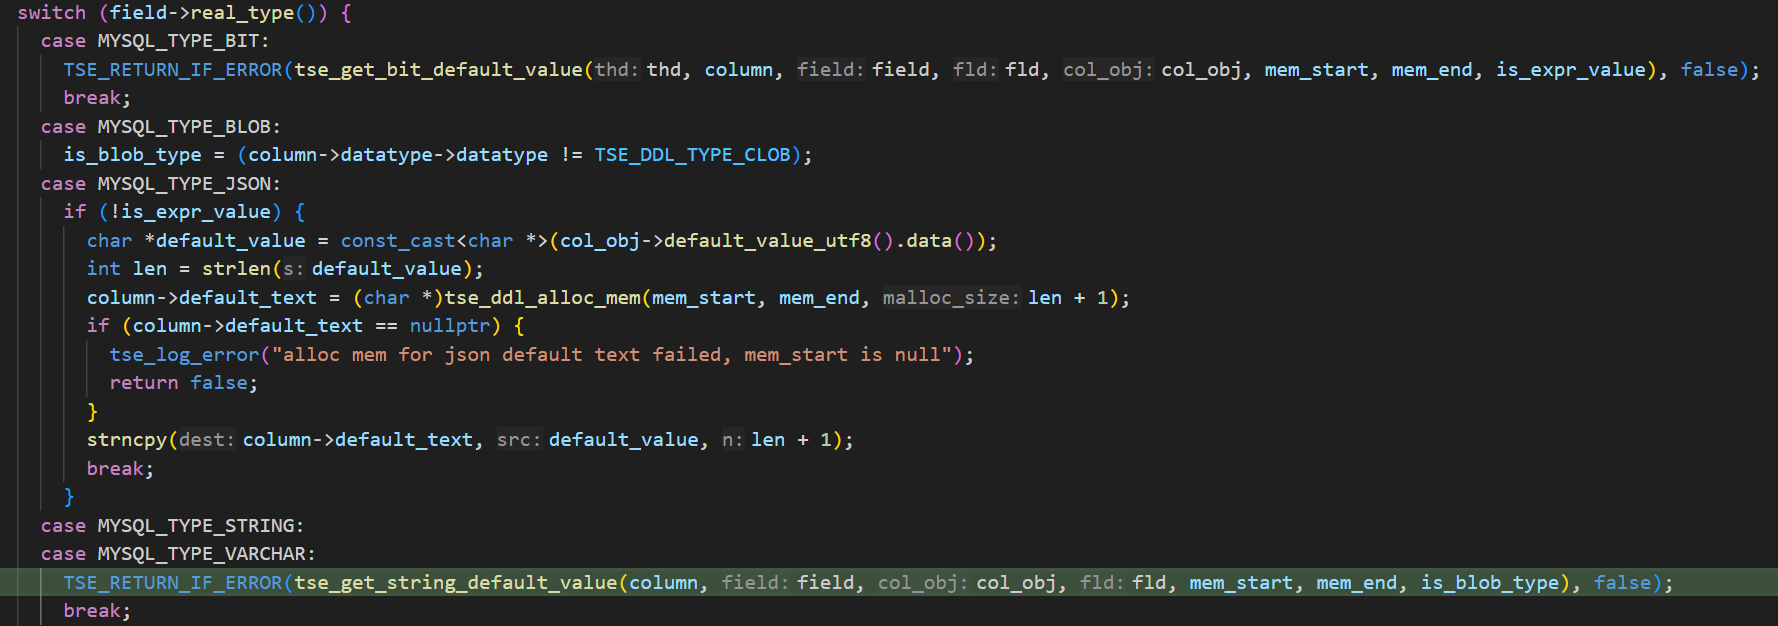 switch (field->real_type()) {
case MYSQL_TYPE_BIT:
TSE_RETURN_IF_ERROR(tse_get_bit_default_value(thd: thd, column, field: field, fld: fld, col_obj: col_obj, mem_start, mem_end, is_expr_value), false);
break;
case MYSQL_TYPE_BLOB:
is_blob_type = (column->datatype->datatype != TSE_DDL_TYPE_CLOB);
case MYSQL_TYPE_JSON:
if (!is_expr_value) {
char *default_value = const_cast<char *>(col_obj->default_value_utf8().data());
int len = strlen(s: default_value);
column->default_text = (char *)tse_ddl_alloc_mem(mem_start, mem_end, malloc_size: len + 1);
if (column->default_text == nullptr) {
tse_log_error("alloc mem for json default text failed, mem_start is null");
return false;
}
strncpy(dest: column->default_text, src: default_value, n: len + 1);
break;
}
case MYSQL_TYPE_STRING:
case MYSQL_TYPE_VARCHAR:
TSE_RETURN_IF_ERROR(tse_get_string_default_value(column, field: field, col_obj: col_obj, fld: fld, mem_start, mem_end, is_blob_type), false);
break;